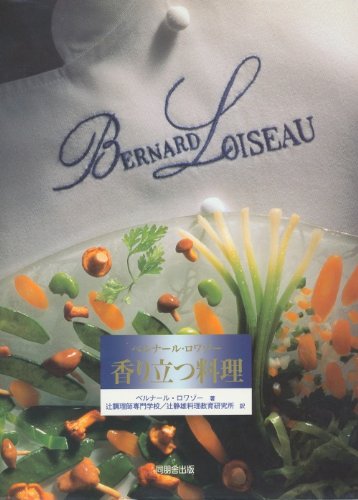 BERNARD LOISEAU
ベルナール・ロワゾー
香り立つ料理
ベルナール・ロワゾー 著
辻調理師専門学校/辻静雄料理教育研究所 訳
同朋舎出版